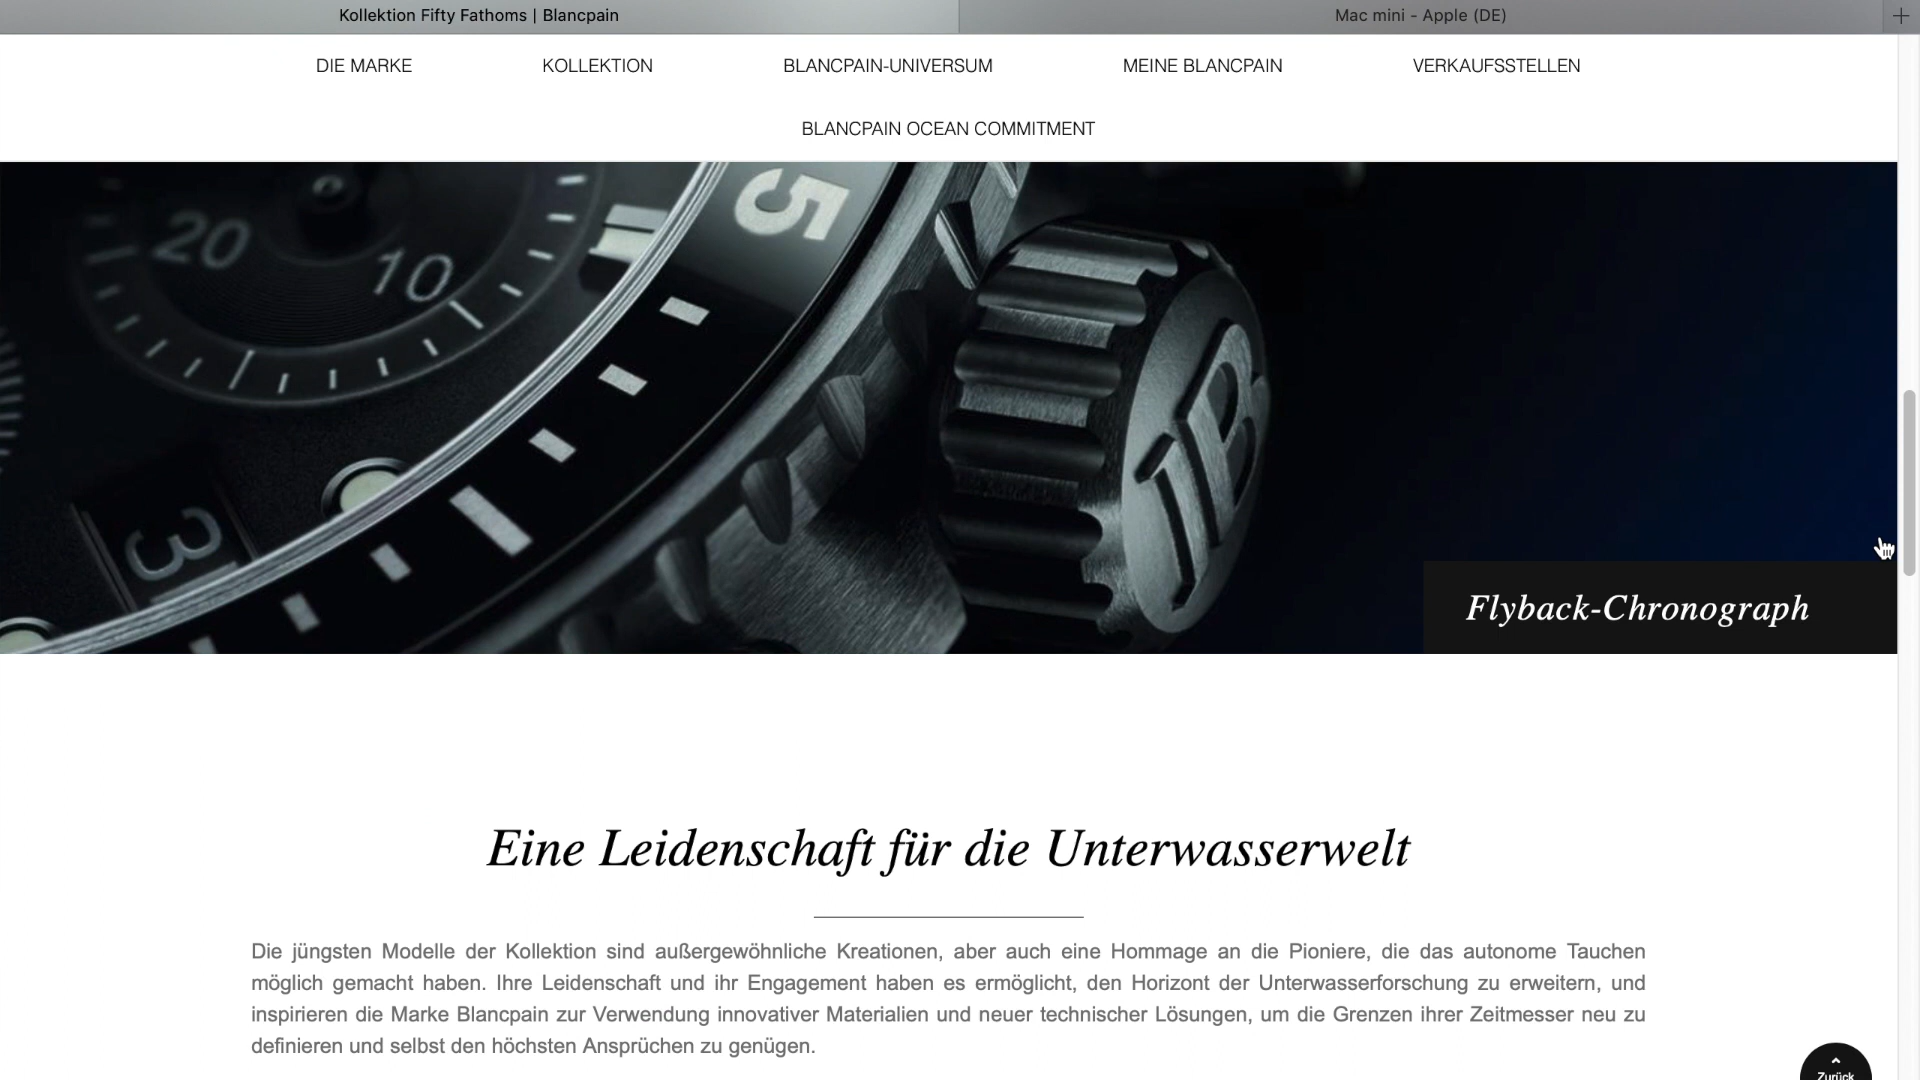 Kollektion Fifty Fathoms | Blancpain
Mac mini - Apple (DE)
DIE MARKE
KOLLEKTION
BLANCPAIN-UNIVERSUM
MEINE BLANCPAIN
VERKAUFSSTELLEN
BLANCPAIN OCEAN COMMITMENT
5
20
10
3
JB
Flyback-Chronograph
Eine Leidenschaft für die Unterwasserwelt
Die jüngsten Modelle der Kollektion sind außergewöhnliche Kreationen, aber auch eine Hommage an die Pioniere, die das autonome Tauchen
möglich gemacht haben. Ihre Leidenschaft und ihr Engagement haben es ermöglicht, den Horizont der Unterwasserforschung zu erweitern, und
inspirieren die Marke Blancpain zur Verwendung innovativer Materialien und neuer technischer Lösungen, um die Grenzen ihrer Zeitmesser neu zu
definieren und selbst den höchsten Ansprüchen zu genügen.
Zurück